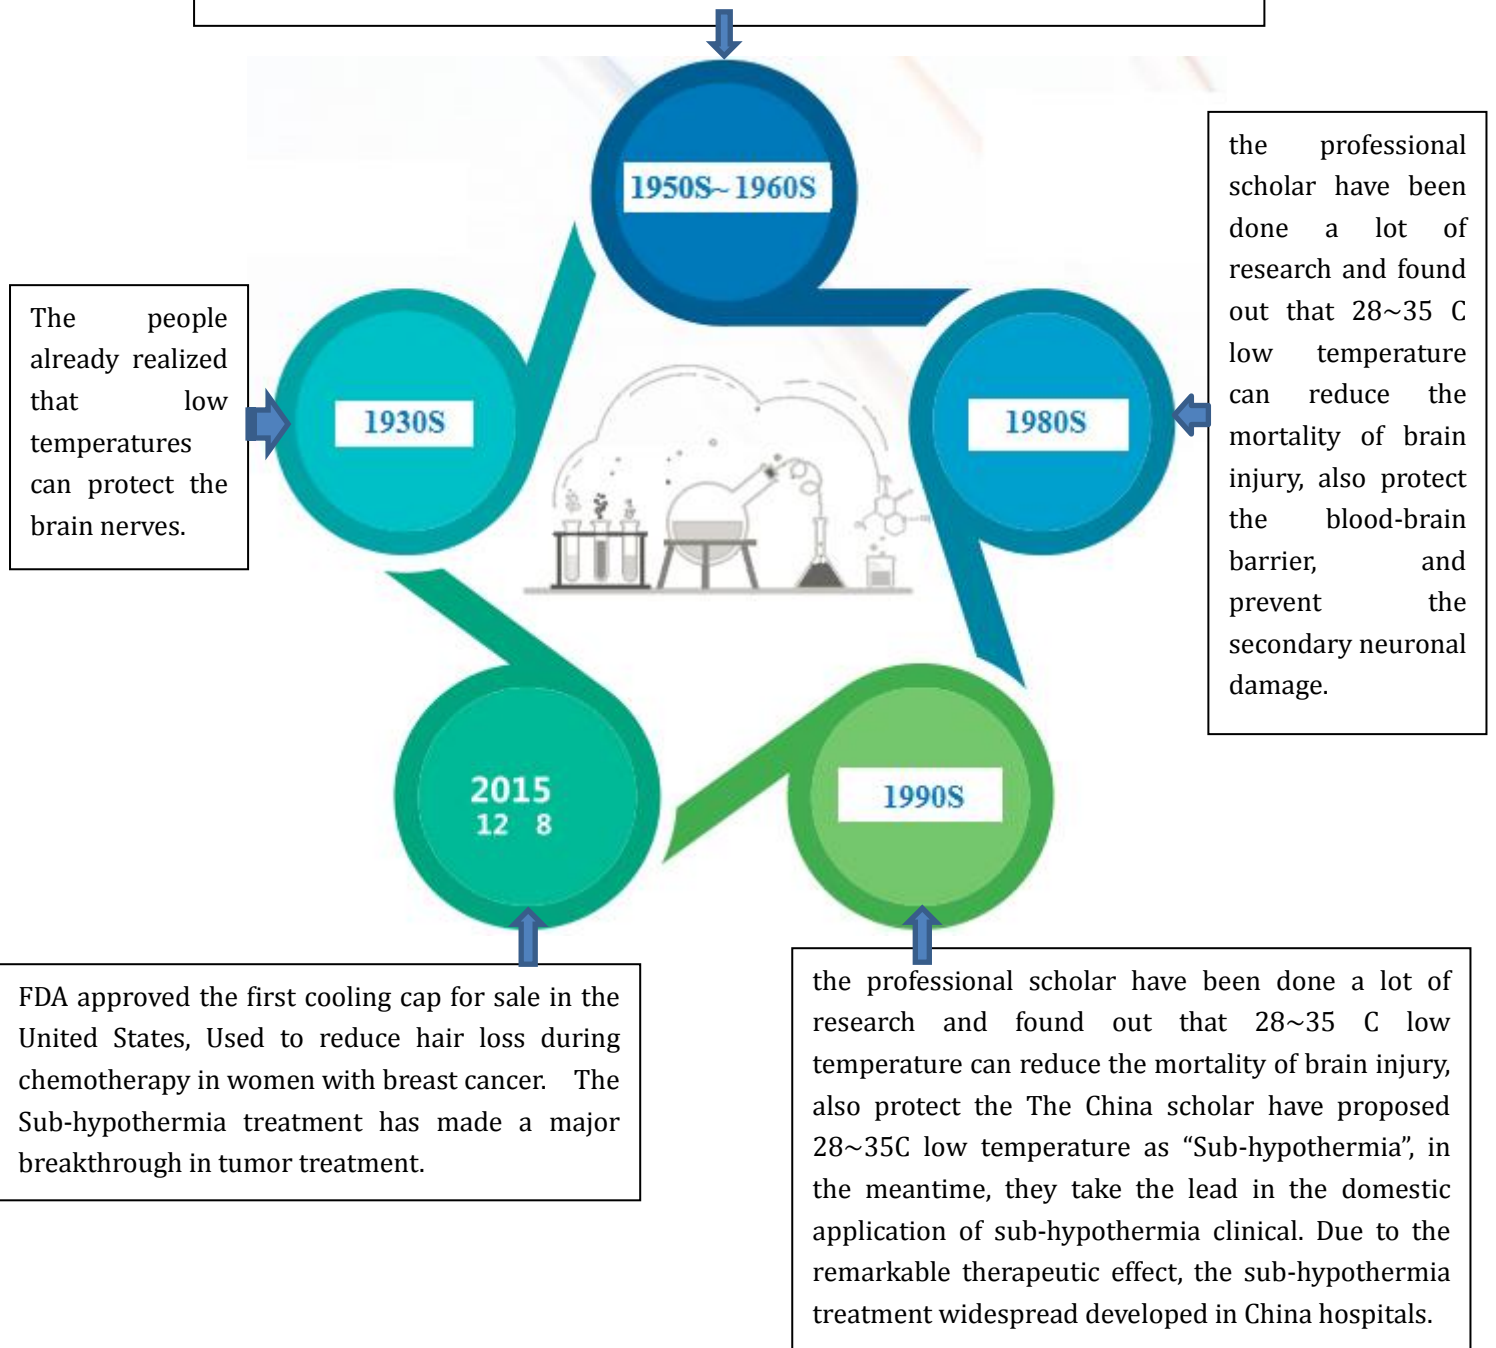 1950S~ 1960S
the professional
scholar have been
done a lot of
research and found
out that 28~35 C
low temperature
can reduce the
mortality of brain
injury, also protect
the blood-brain
barrier, and
prevent the
secondary neuronal
damage.
The people
already realized
that low
temperatures
can protect the
brain nerves.
1930S
1980S
2015
12 8
1990S
FDA approved the first cooling cap for sale in the
United States, Used to reduce hair loss during
chemotherapy in women with breast cancer. The
Sub-hypothermia treatment has made a major
breakthrough in tumor treatment.
the professional scholar have been done a lot of
research and found out that 28~35 C low
temperature can reduce the mortality of brain injury,
also protect the The China scholar have proposed
28~35C low temperature as “Sub-hypothermia”, in
the meantime, they take the lead in the domestic
application of sub-hypothermia clinical. Due to the
remarkable therapeutic effect, the sub-hypothermia
treatment widespread developed in China hospitals.